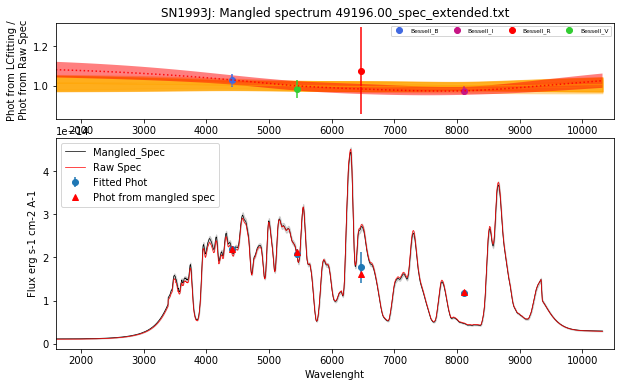 SN1993J: Mangled spectrum 49196.00_spec_extended.txt
Phot from LCfitting /
Phot from Raw Spec
1.2
1.0
Bessell_B
Bessell_I
Bessell_R
Bessell_V
2000 3000 4000 5000 6000 7000 8000 9000 10000
1e−14
Mangled_Spec
Raw Spec
Fitted Phot
Phot from mangled spec
Flux erg s-1 cm-2 A-1
4
3
2
1
0
2000 3000 4000 5000 6000 7000 8000 9000 10000
Wavelenght